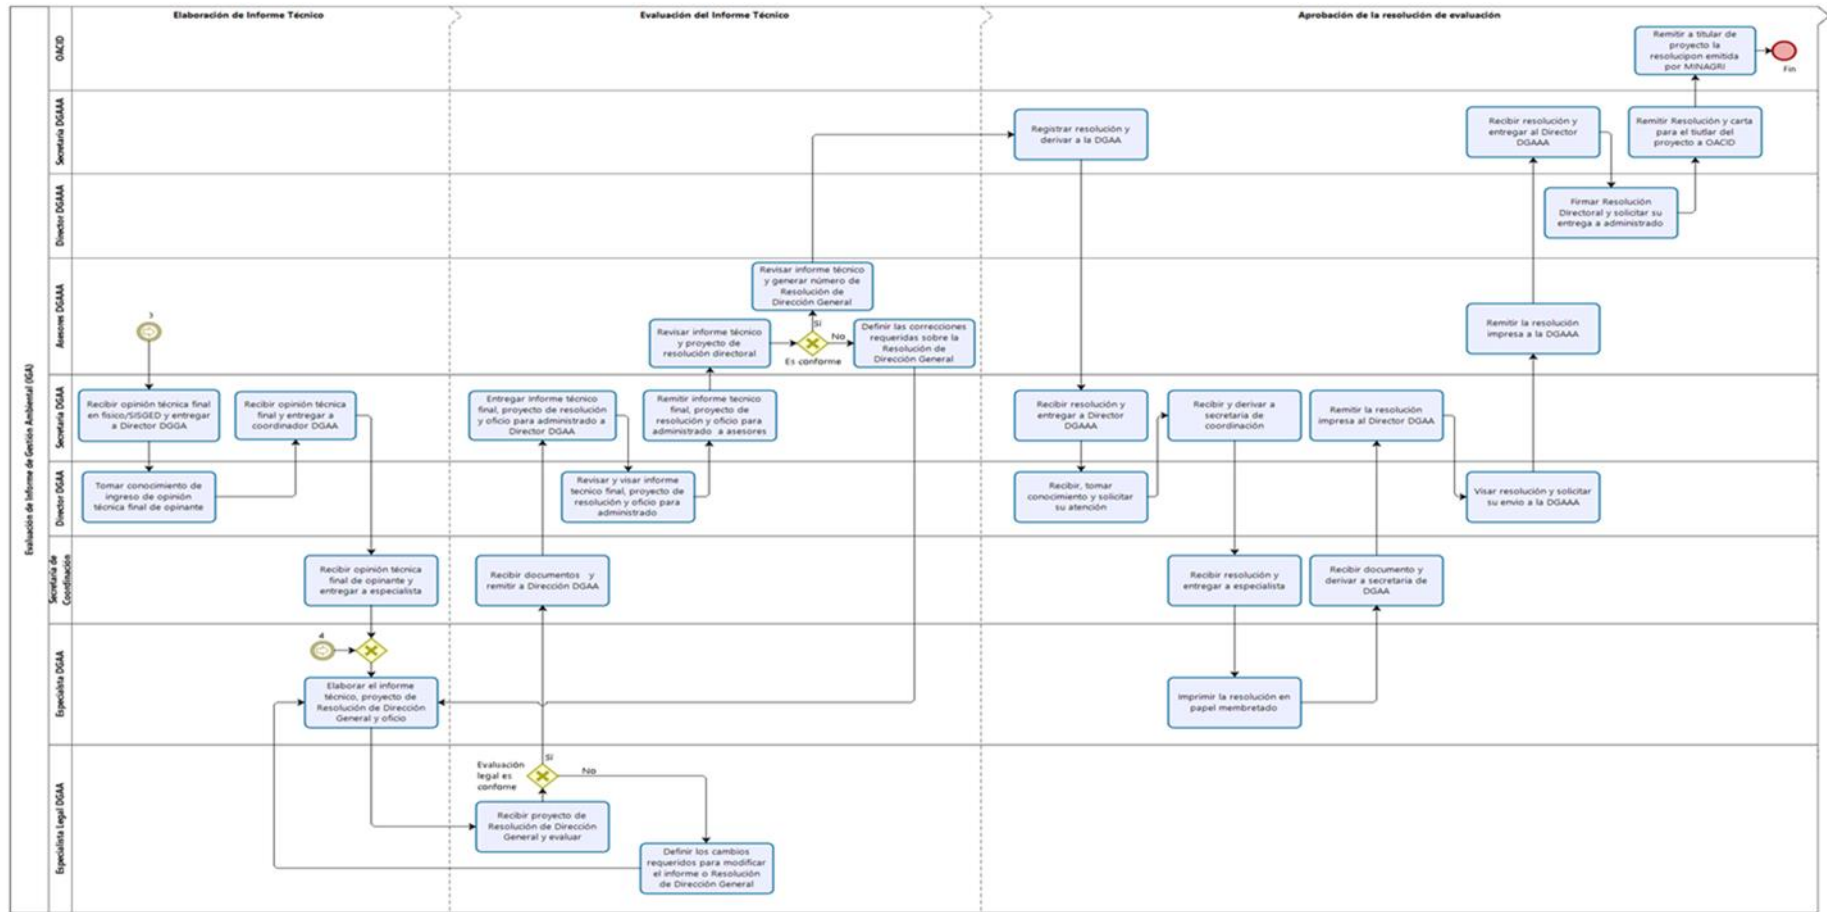 Elaboración de Informe Técnico
Evaluación del Informe Técnico
Aprobación de la resolución de evaluación
Evaluación de Informe de Gestión Ambiental (IGA)
OACID
Remitir a titular de
proyecto la
resolucipon emitida
por MINAGRI
Fin
Secretaria DGAAA
Registrar resolución y
derivar a la DGAA
Recibir resolución y
entregar al Director
DGAAA
Remitir Resolución y carta
para el tiutlar del
proyecto a OACID
Director DGAAA
Firmar Resolución
Directoral y solicitar su
entrega a administrado
Asesores DGAAA
3
Revisar informe técnico
y generar número de
Resolución de
Dirección General
Revisar informe técnico
y proyecto de
resolución directoral
Si
No
Es conforme
Definir las correcciones
requeridas sobre la
Resolución de
Dirección General
Remitir la resolución
impresa a la DGAAA
Secretaria DGAA
Recibir opinión técnica final
en fisico/SISGED y entregar
a Director DGGA
Recibir opinión técnica
final y entregar a
coordinador DGAA
Entregar Informe técnico
final, proyecto de resolución
y oficio para administrado a
Director DGAA
Remitir informe tecnico
final, proyecto de
resolución y oficio para
administrado a asesores
Recibir resolución y
entregar a Director
DGAAA
Recibir y derivar a
secretaria de
coordinación
Remitir la resolución
impresa al Director DGAA
Director DGAA
Tomar conocimiento de
ingreso de opinión
técnica final de opinante
Revisar y visar informe
tecnico final, proyecto de
resolución y oficio para
administrado
Recibir, tomar
conocimiento y solicitar
su atención
Visar resolución y solicitar
su envio a la DGAAA
Secretaria de
Coordinación
Recibir opinión técnica
final de opinante y
entregar a especialista
Recibir documentos y
remitir a Dirección DGAA
Recibir resolución y
entregar a especialista
Recibir documento y
derivar a secretaria de
DGAA
Especialista DGAA
4
Elaborar el informe
técnico, proyecto de
Resolución de Dirección
General y oficio
Imprimir la resolución en
papel membretado
Especialista Legal DGAA
Evaluación
legal es
conforme
Si
No
Recibir proyecto de
Resolución de Dirección
General y evaluar
Definir los cambios
requeridos para modificar
el informe o Resolución
de Dirección General